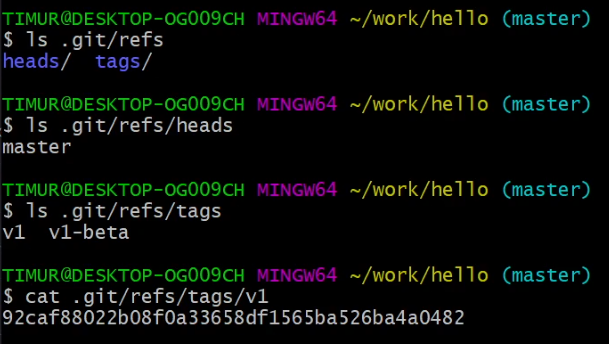 TIMUR@DESKTOP-OG009CH MINGW64 ~/work/hello (master)
$ ls .git/refs
heads/  tags/
TIMUR@DESKTOP-OG009CH MINGW64 ~/work/hello (master)
$ ls .git/refs/heads
master
TIMUR@DESKTOP-OG009CH MINGW64 ~/work/hello (master)
$ ls .git/refs/tags
v1  v1-beta
TIMUR@DESKTOP-OG009CH MINGW64 ~/work/hello (master)
$ cat .git/refs/tags/v1
92caf88022b08f0a33658df1565ba526ba4a0482